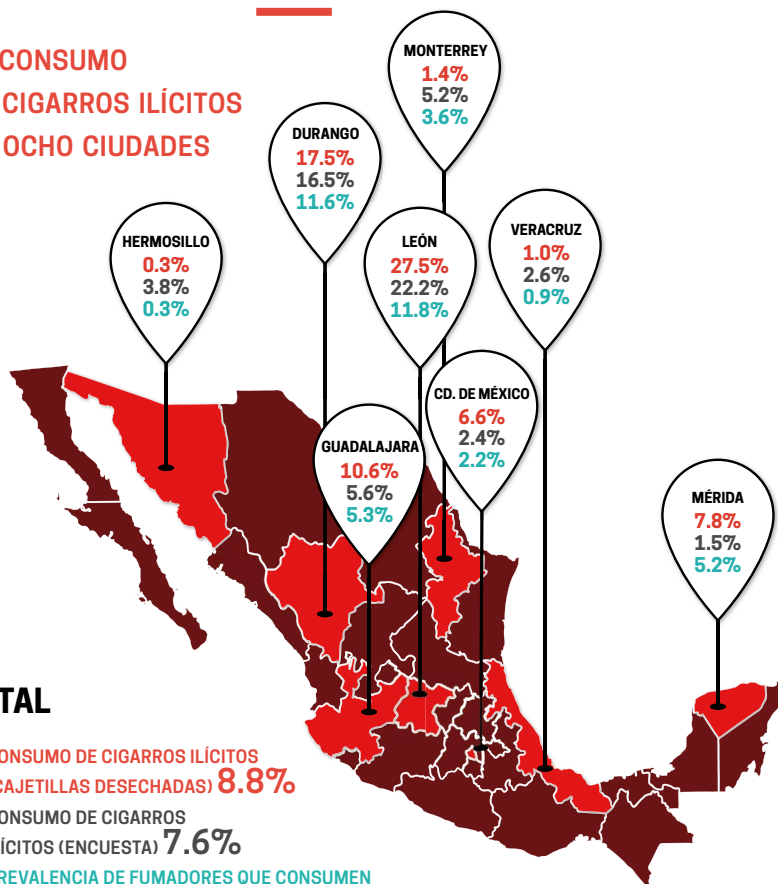 CONSUMO
CIGARROS ILÍCITOS
OCHO CIUDADES
MONTERREY
1.4%
5.2%
3.6%
DURANGO
17.5%
16.5%
11.6%
HERMOSILLO
0.3%
3.8%
0.3%
LEÓN
27.5%
22.2%
11.8%
VERACRUZ
1.0%
2.6%
0.9%
CD. DE MÉXICO
6.6%
2.4%
2.2%
GUADALAJARA
10.6%
5.6%
5.3%
MÉRIDA
7.8%
1.5%
5.2%
TAL
ONSUMO DE CIGARROS ILÍCITOS
CAJETILLAS DESECHADAS) 8.8%
ONSUMO DE CIGARROS
ÍCITOS (ENCUESTA) 7.6%
REVALENCIA DE FUMADORES QUE CONSUMEN